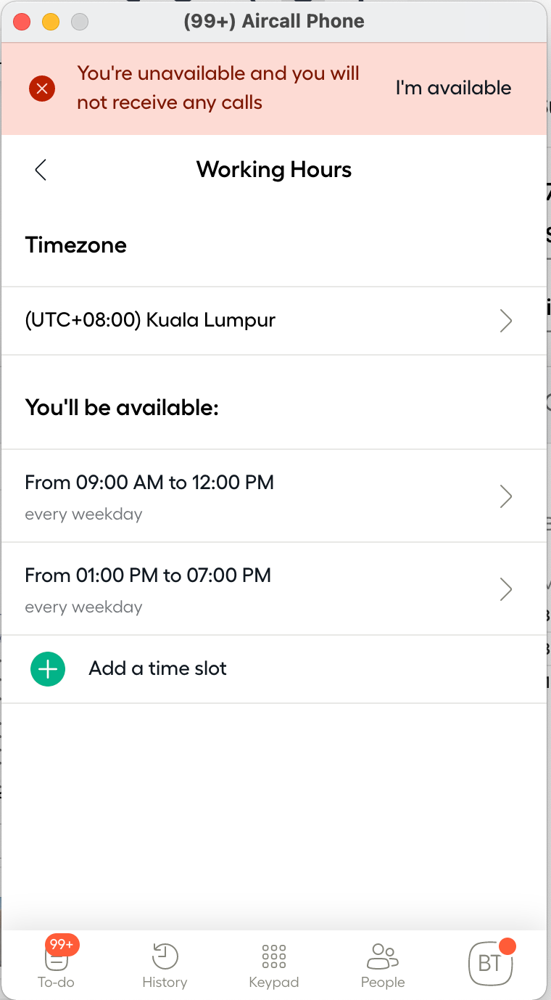 (99+) Aircall Phone
You're unavailable and you will
not receive any calls
I'm available
Working Hours
Timezone
(UTC+08:00) Kuala Lumpur
You'll be available:
From 09:00 AM to 12:00 PM
every weekday
From 01:00 PM to 07:00 PM
every weekday
Add a time slot
99+
To-do
History
Keypad
People
BT